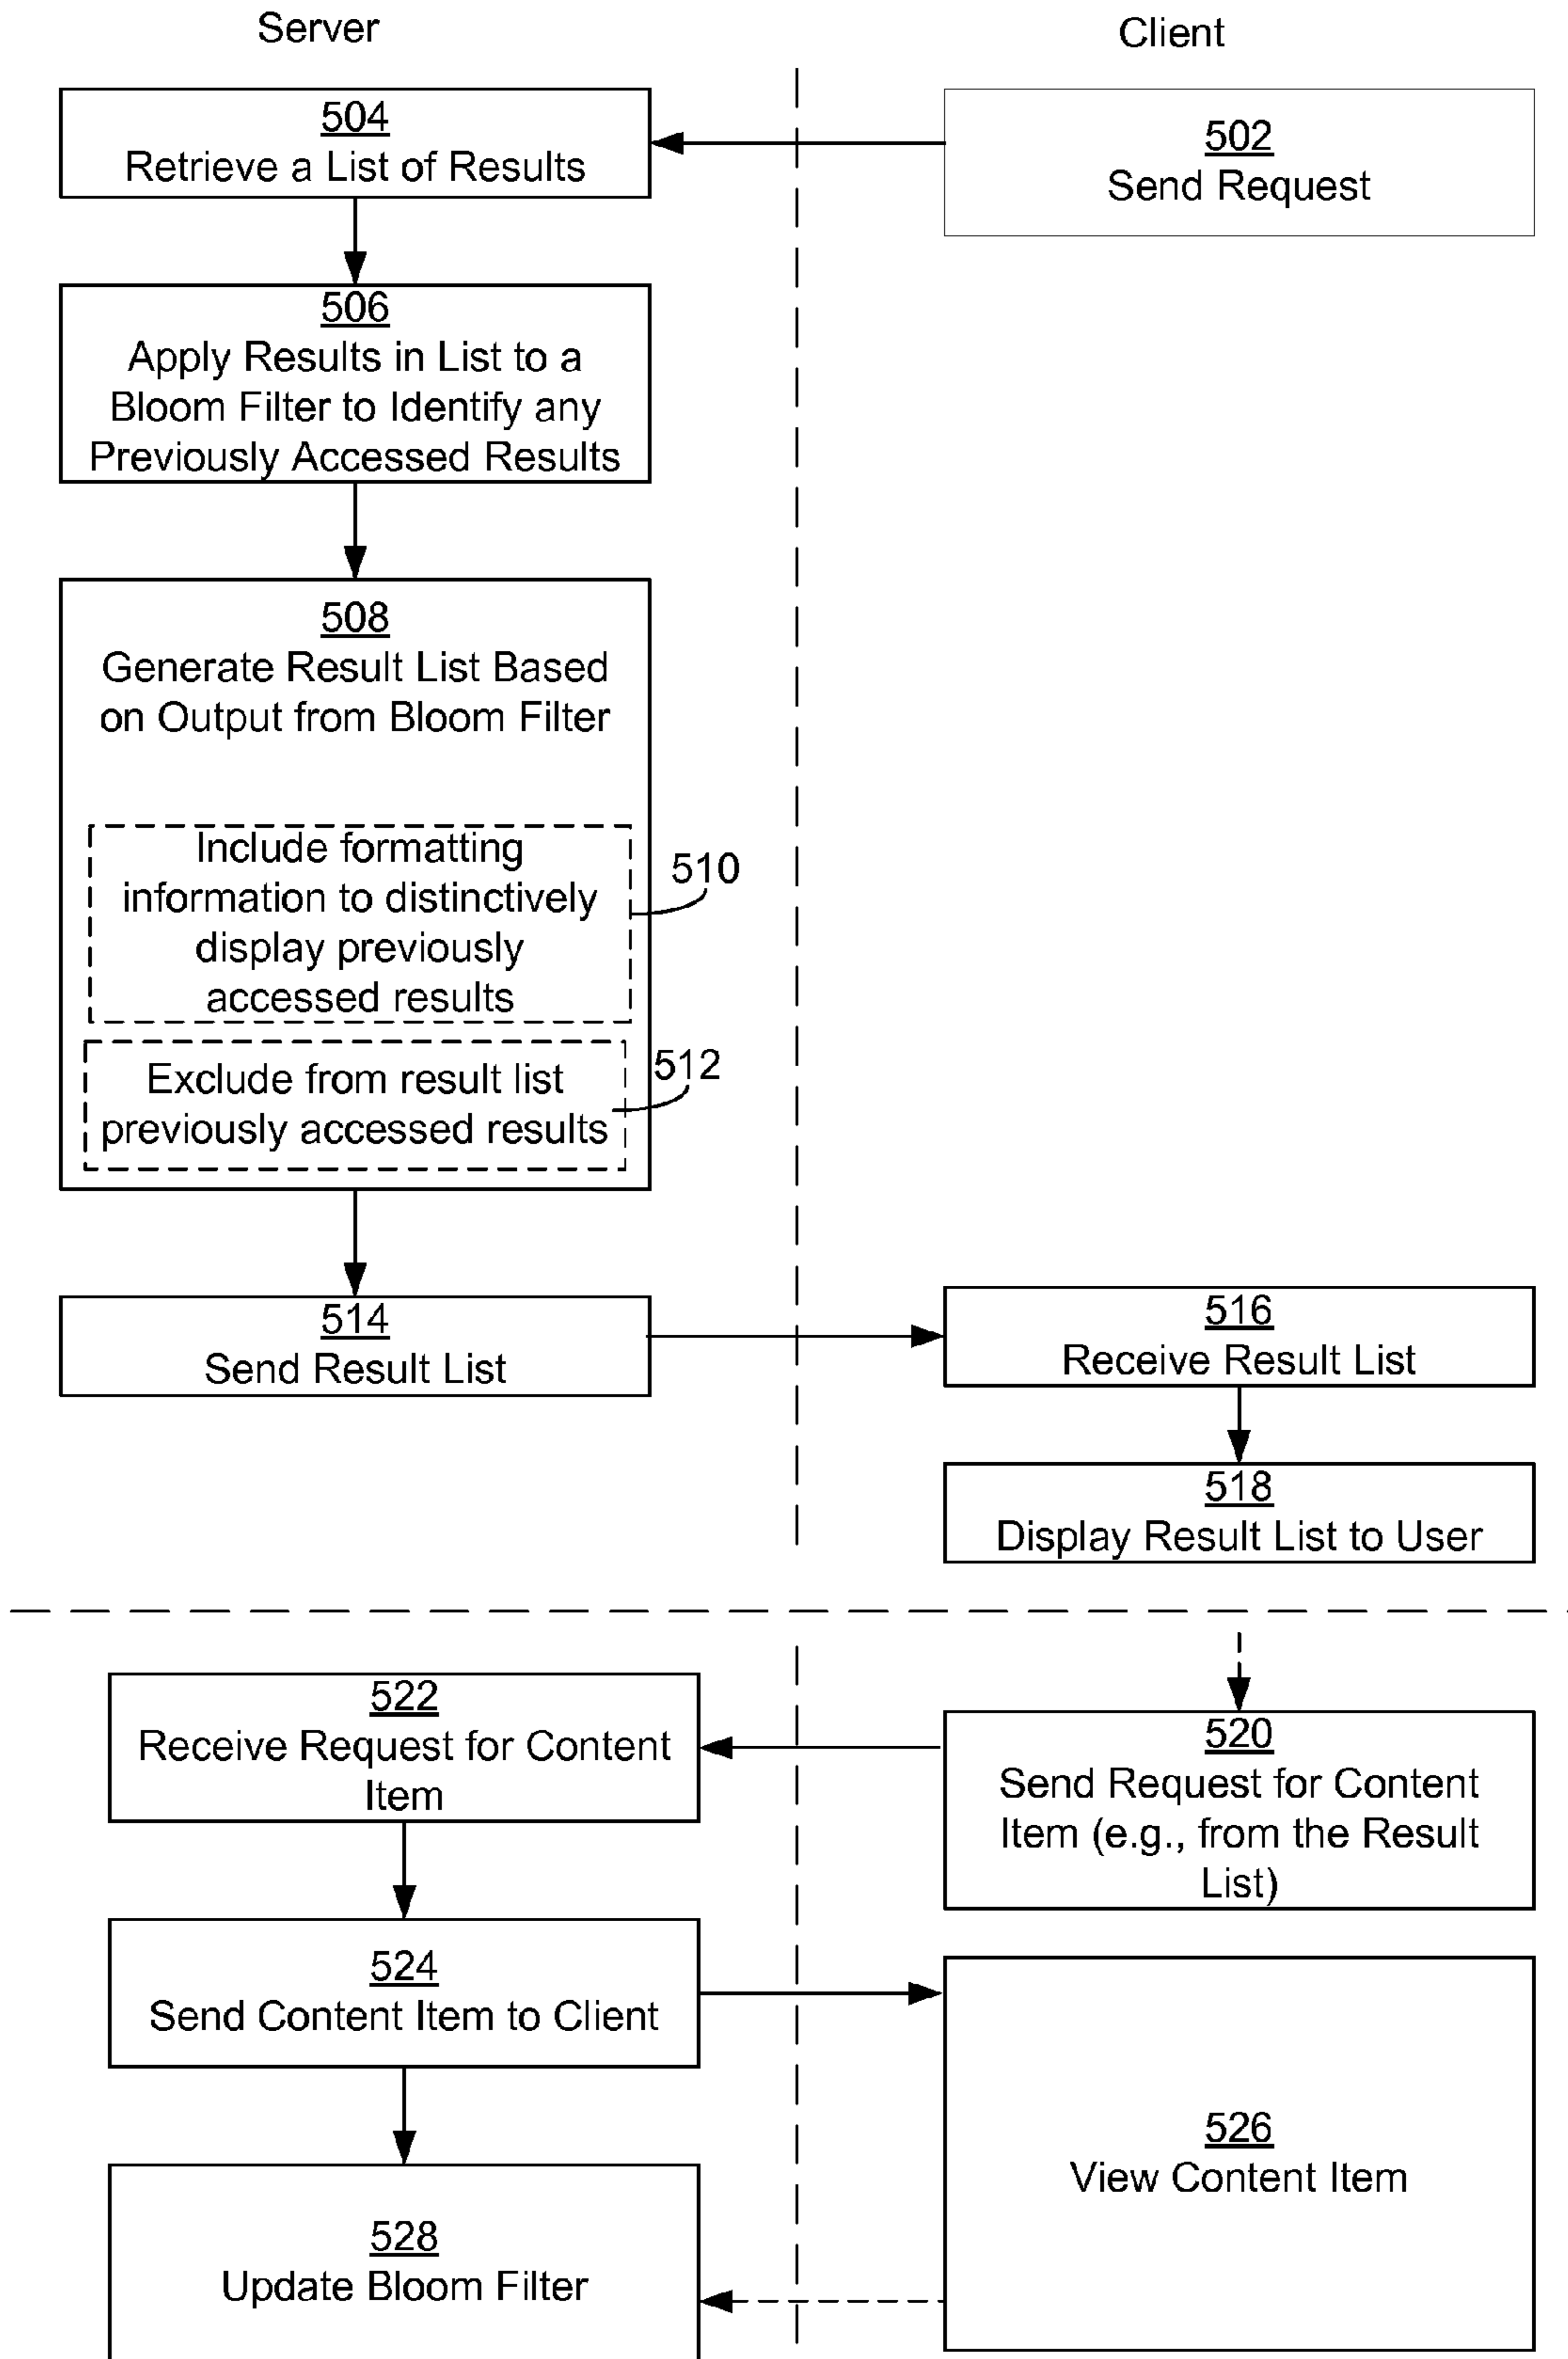 Server
Client
504
Retrieve a List of Results
502
Send Request
506
Apply Results in List to a
Bloom Filter to Identify any
Previously Accessed Results
508
Generate Result List Based
on Output from Bloom Filter
Include formatting
information to distinctively
display previously
accessed results
510
Exclude from result list
previously accessed results
512
514
Send Result List
516
Receive Result List
518
Display Result List to User
522
Receive Request for Content
Item
520
Send Request for Content
Item (e.g., from the Result
List)
524
Send Content Item to Client
526
View Content Item
528
Update Bloom Filter